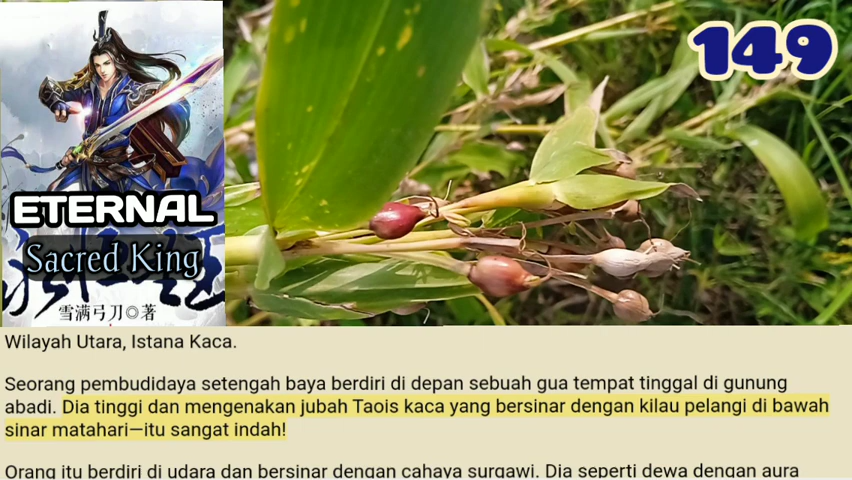 149
ETERNAL
Sacred King
雪满弓刀◎著
Wilayah Utara, Istana Kaca.
Seorang pembudidaya setengah baya berdiri di depan sebuah gua tempat tinggal di gunung
abadi. Dia tinggi dan mengenakan jubah Taois kaca yang bersinar dengan kilau pelangi di bawah
sinar matahari—itu sangat indah!
Orang itu berdiri di udara dan bersinar dengan cahaya surgawi. Dia seperti dewa dengan aura